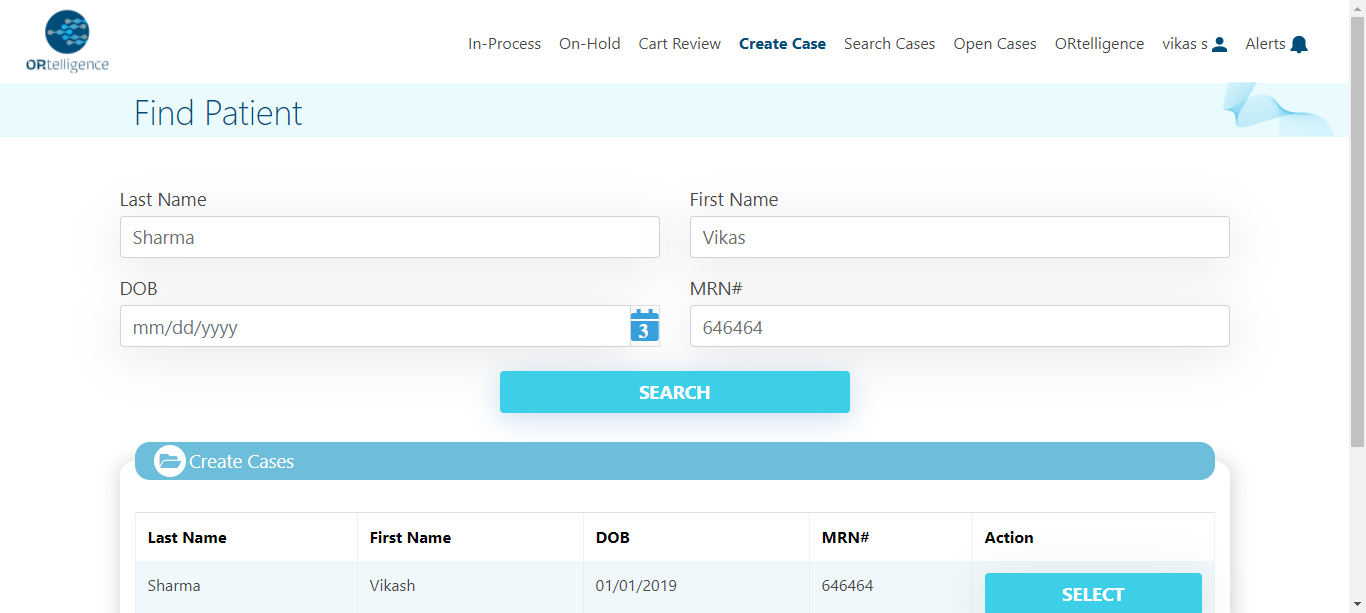 ORtelligence
In-Process On-Hold Cart Review Create Case Search Cases Open Cases ORtelligence vikas s Alerts
Find Patient
Last Name First Name
Sharma Vikas
DOB MRN#
mm/dd/yyyy 3 646464
SEARCH
Create Cases
Last Name First Name DOB MRN# Action
Sharma Vikash 01/01/2019 646464 SELECT